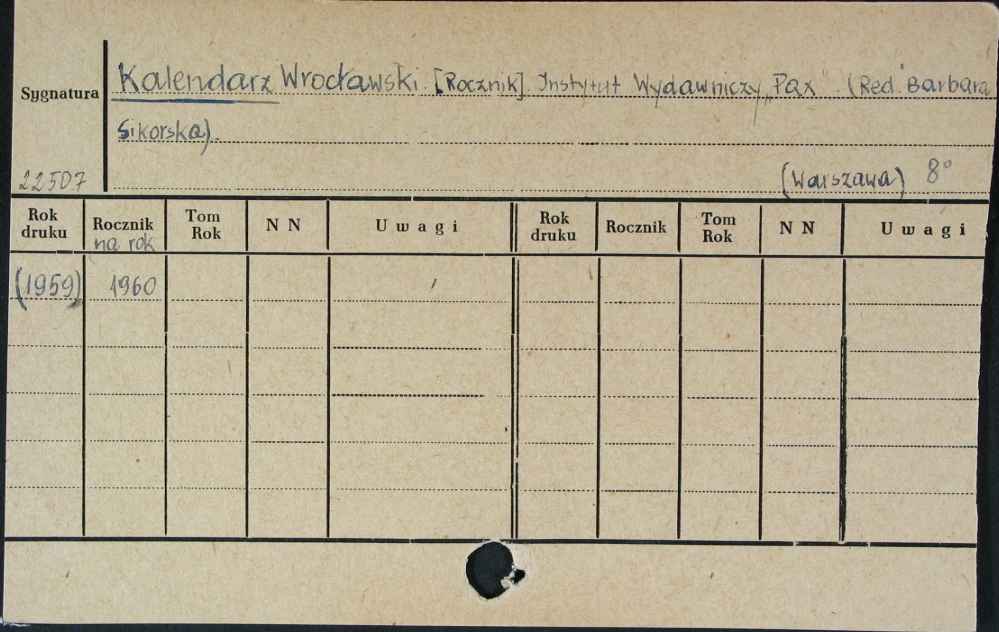 Sygnatura
Kalendarz Wrocławski. [Rocznik]. Instytut Wydawniczy „Pax". (Red. Barbara
Sikorska).
22507
(Warszawa) 8°
Rok druku Rocznik na rok Tom Rok N N Uwagi Rok druku Rocznik Tom Rok N N Uwagi
(1959) 1960